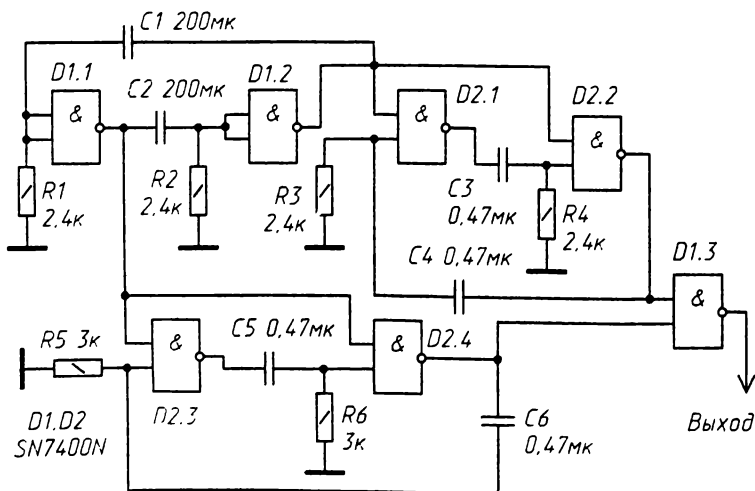 C1 200мк
D1.1
&
C2 200мк
D1.2
&
D2.1
&
D2.2
&
R1
2,4к
R2
2,4к
R3
2,4к
C3
0,47мк
R4
2,4к
C4 0,47мк
D1.3
&
R5 3к
&
D2.3
C5 0,47мк
&
D2.4
R6
3к
C6
0,47мк
Выход
D1.D2
SN7400N